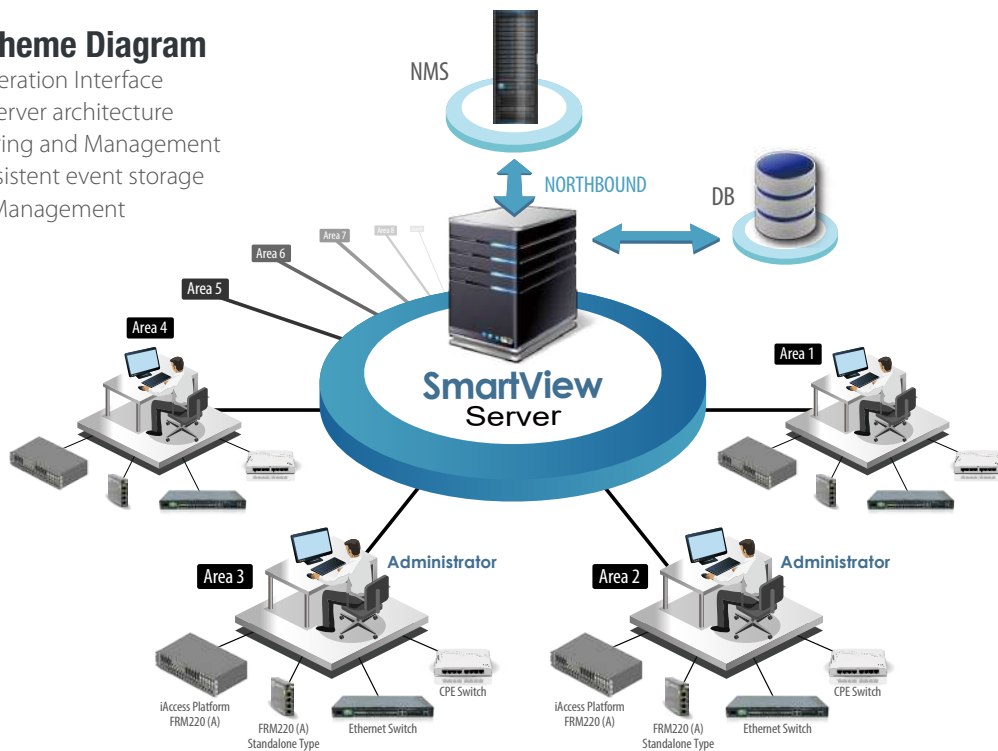 heme Diagram
eration Interface
erver architecture
ing and Management
sistent event storage
Management
NMS
NORTHBOUND
DB
Area 7
Area 8
Area 6
Area 5
Area 4
Area 1
SmartView
Server
Area 3
Administrator
Area 2
Administrator
iAccess Platform
FRM220 (A)
FRM220 (A)
Standalone Type
Ethernet Switch
CPE Switch
iAccess Platform
FRM220 (A)
FRM220 (A)
Standalone Type
Ethernet Switch
CPE Switch